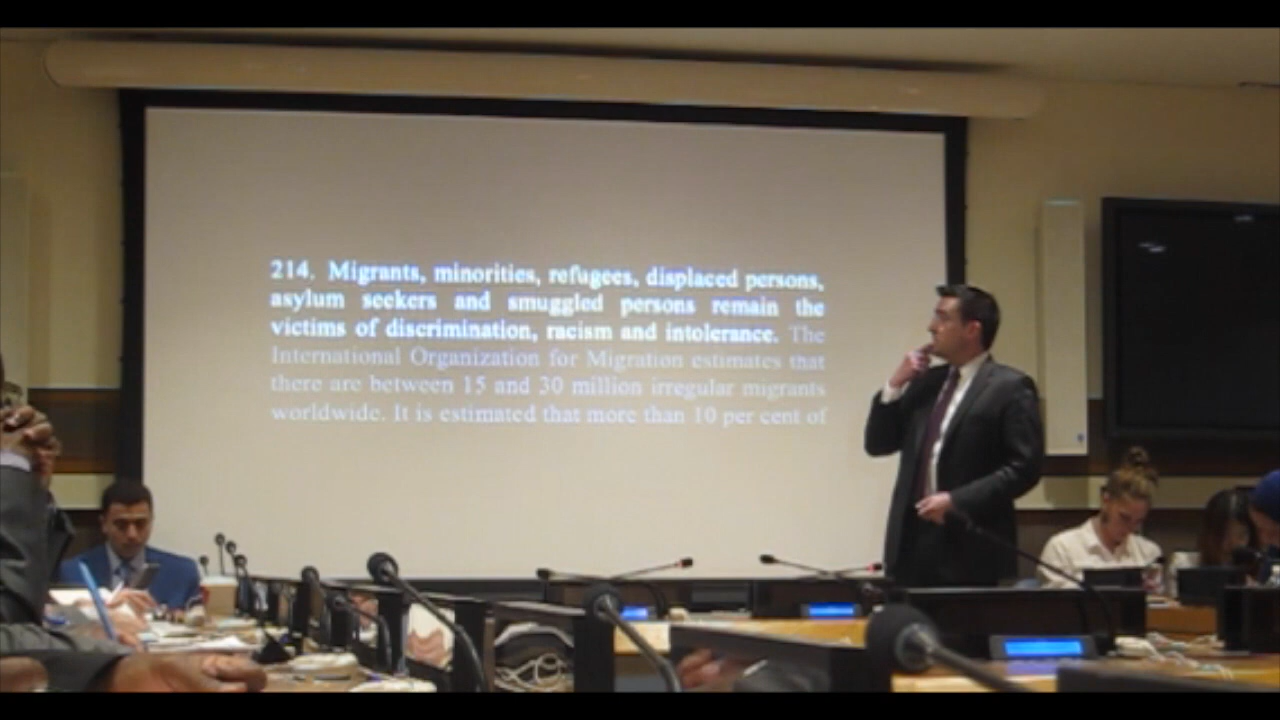 214. Migrants, minorities, refugees, displaced persons,
asylum seekers and smuggled persons remain the
victims of discrimination, racism and intolerance. The
International Organization for Migration estimates that
there are between 15 and 30 million irregular migrants
worldwide. It is estimated that more than 10 per cent of